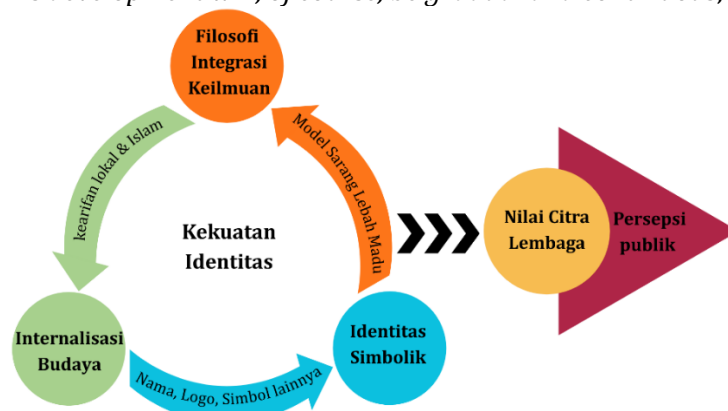 Filosofi
Integrasi
Keilmuan
kearifan lokal & Islam
Model Sarang Lebah Madu
Kekuatan
Identitas
Nilai Citra
Lembaga
Persepsi
publik
Internalisasi
Budaya
Nama, Logo, Simbol lainnya
Identitas
Simbolik